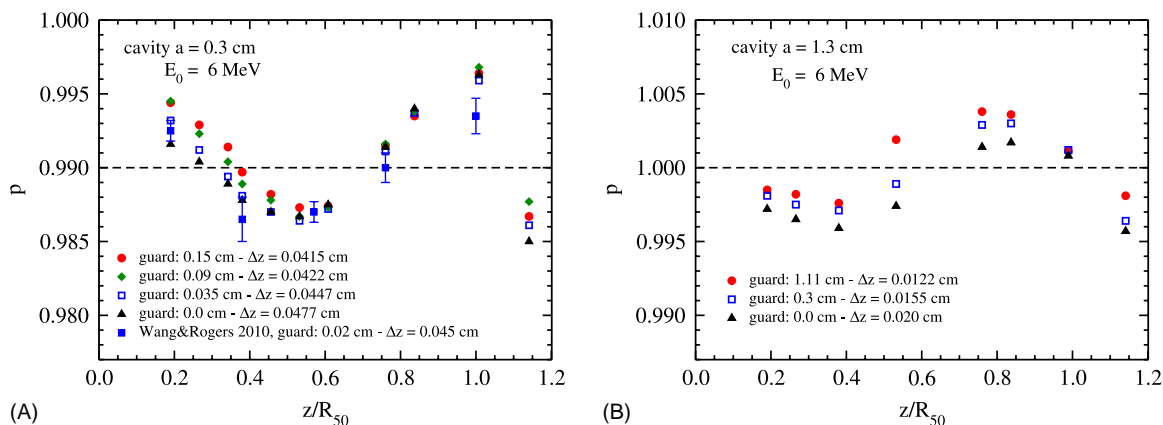 1.000
0.995
0.990
0.985
0.980
p
cavity a = 0.3 cm
E₀ = 6 MeV
guard: 0.15 cm - Δz = 0.0415 cm
guard: 0.09 cm - Δz = 0.0422 cm
guard: 0.035 cm - Δz = 0.0447 cm
guard: 0.0 cm - Δz = 0.0477 cm
Wang&Rogers 2010, guard: 0.02 cm - Δz = 0.045 cm
0.0 0.2 0.4 0.6 0.8 1.0 1.2
z/R₅₀
(A)
1.010
1.005
1.000
0.995
0.990
p
cavity a = 1.3 cm
E₀ = 6 MeV
guard: 1.11 cm - Δz = 0.0122 cm
guard: 0.3 cm - Δz = 0.0155 cm
guard: 0.0 cm - Δz = 0.020 cm
0.0 0.2 0.4 0.6 0.8 1.0 1.2
z/R₅₀
(B)